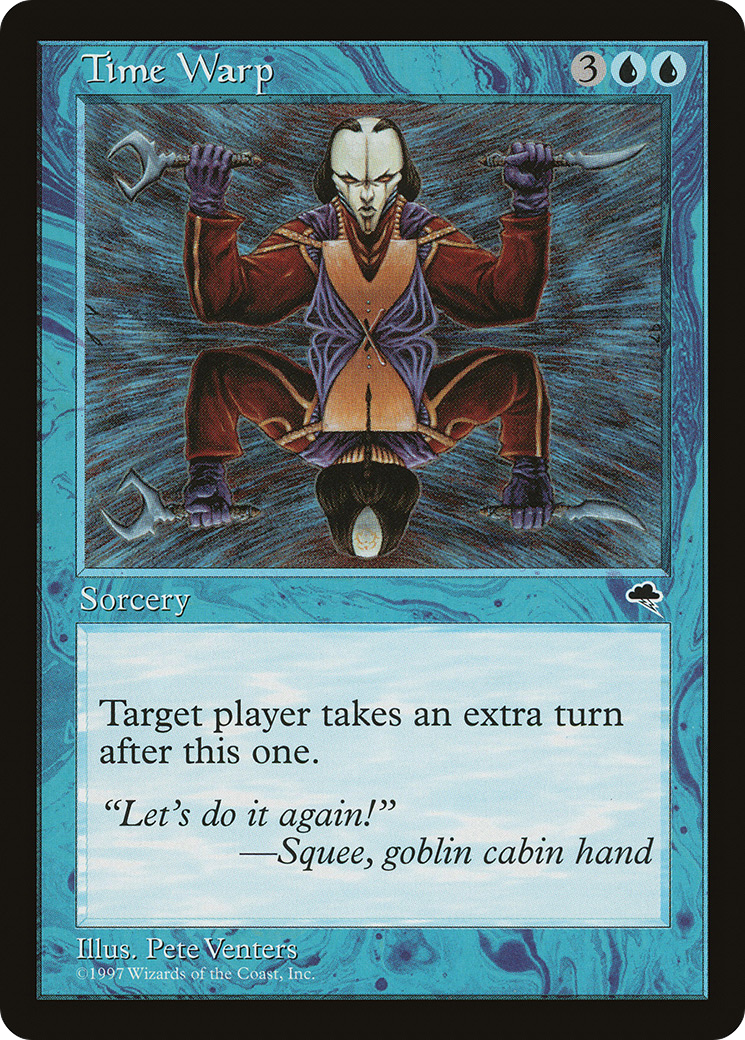 Time Warp 3
Sorcery
Target player takes an extra turn
after this one.
“Let’s do it again!”
—Squee, goblin cabin hand
Illus. Pete Venters
©1997 Wizards of the Coast, Inc.